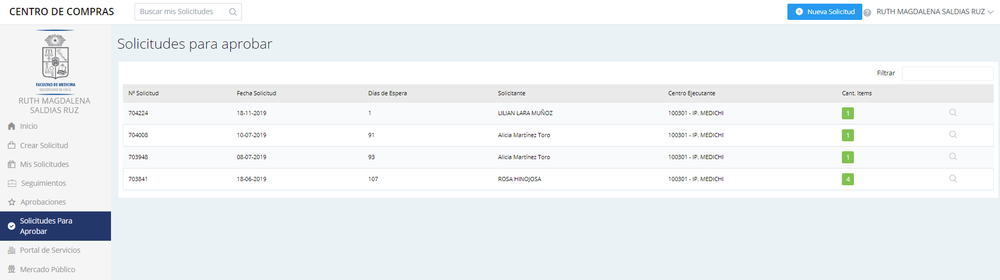 CENTRO DE COMPRAS
Buscar mis Solicitudes
Nueva Solicitud
? RUTH MAGDALENA SALDIAS RUZ
FACULTAD DE MEDICINA
UNIVERSIDAD DE CHILE
RUTH MAGDALENA
SALDIAS RUZ
Inicio
Crear Solicitud
Mis Solicitudes
Seguimientos
Aprobaciones
Solicitudes Para
Aprobar
Portal de Servicios
Mercado Público
Solicitudes para aprobar
Filtrar
Nº Solicitud Fecha Solicitud Días de Espera Solicitante Centro Ejecutante Cant. Items
704224 18-11-2019 1 LILIAN LARA MUÑOZ 100301 - IP. MEDICHI 1
704008 10-07-2019 91 Alicia Martínez Toro 100301 - IP. MEDICHI 1
703948 08-07-2019 93 Alicia Martínez Toro 100301 - IP. MEDICHI 1
703841 18-06-2019 107 ROSA HINOJOSA 100301 - IP. MEDICHI 4